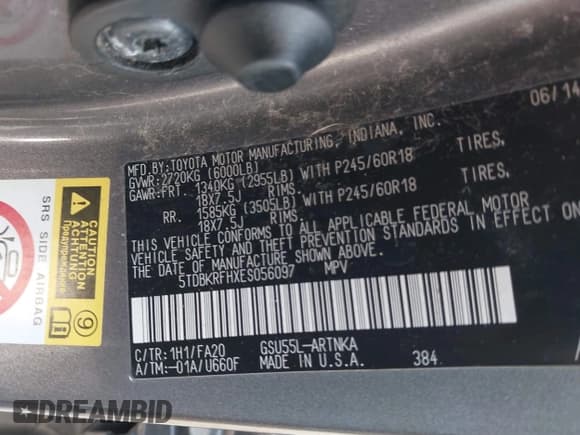 06/14
MFD.BY:TOYOTA MOTOR MANUFACTURING, INDIANA, INC.
GVWR:2720KG (6000LB)
GAWR:FRT 1340KG (2955LB) WITH P245/60R18 TIRES,
18X7.5J RIMS.
RR. 1585KG (3505LB) WITH P245/60R18 TIRES,
18X7.5J RIMS.
THIS VEHICLE CONFORMS TO ALL APPLICABLE FEDERAL MOTOR
VEHICLE SAFETY AND THEFT PREVENTION STANDARDS IN EFFECT ON
THE DATE OF MANUFACTURE SHOWN ABOVE.
5TDBKRFHXES056097 MPV
C/TR: 1H1/FA20 GSU55L-ARTNKA
A/TM:-01A/U660F MADE IN U.S.A. 384
SRS SIDE AIRBAG
CAUTION
ACHTUNG
Предупреждение
9
DREAMBID